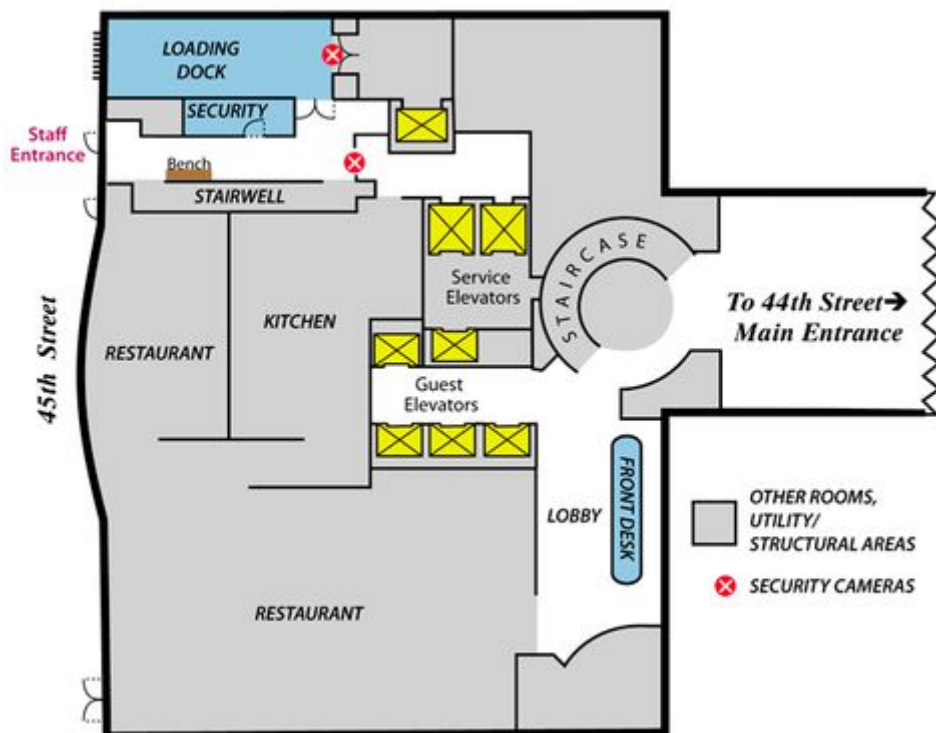 LOADING
DOCK
SECURITY
Staff
Entrance
Bench
STAIRWELL
STAIRCASE
Service
Elevators
To 44th Street
Main Entrance
KITCHEN
RESTAURANT
45th Street
Guest
Elevators
FRONT DESK
LOBBY
OTHER ROOMS,
UTILITY/
STRUCTURAL AREAS
SECURITY CAMERAS
RESTAURANT